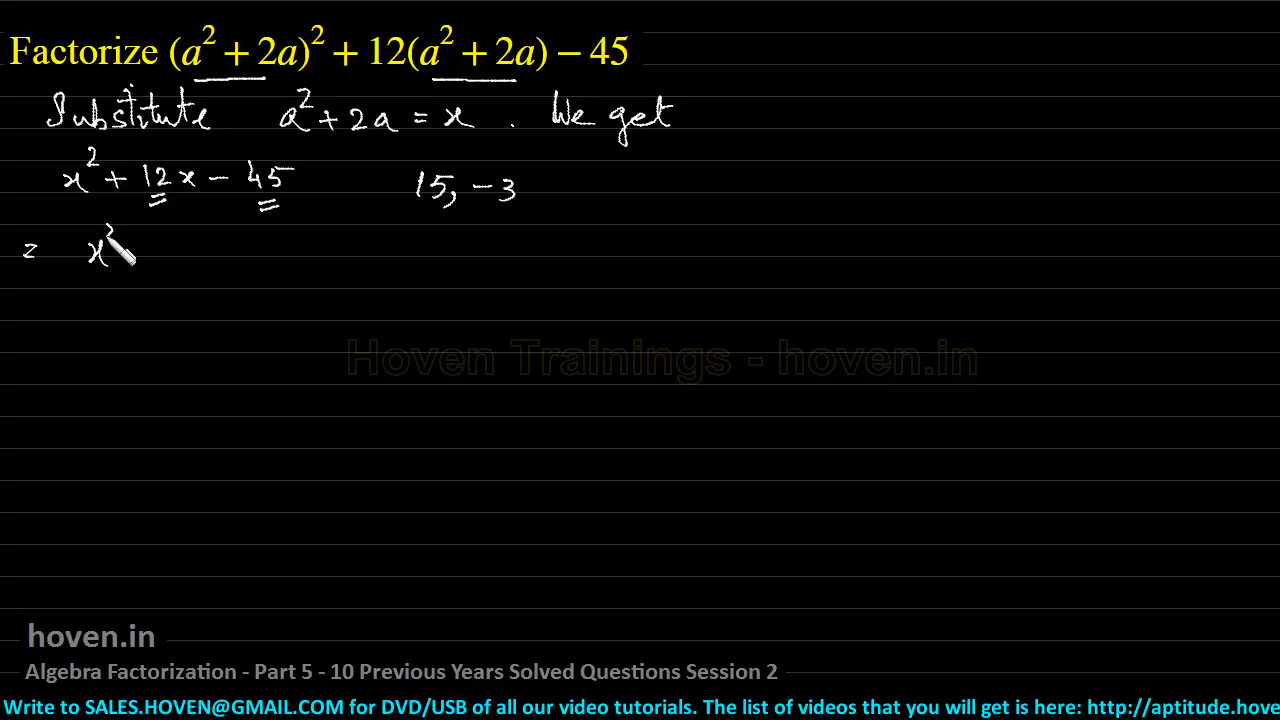 Factorize (a² + 2a)² + 12(a² + 2a) − 45
Substitute a² + 2a = x . We get
x² + 12x − 45 15, −3
= x²
Hoven Trainings - hoven.in
hoven.in
Algebra Factorization - Part 5 - 10 Previous Years Solved Questions Session 2
Write to SALES.HOVEN@GMAIL.COM for DVD/USB of all our video tutorials. The list of videos that you will get is here: http://aptitude.hove